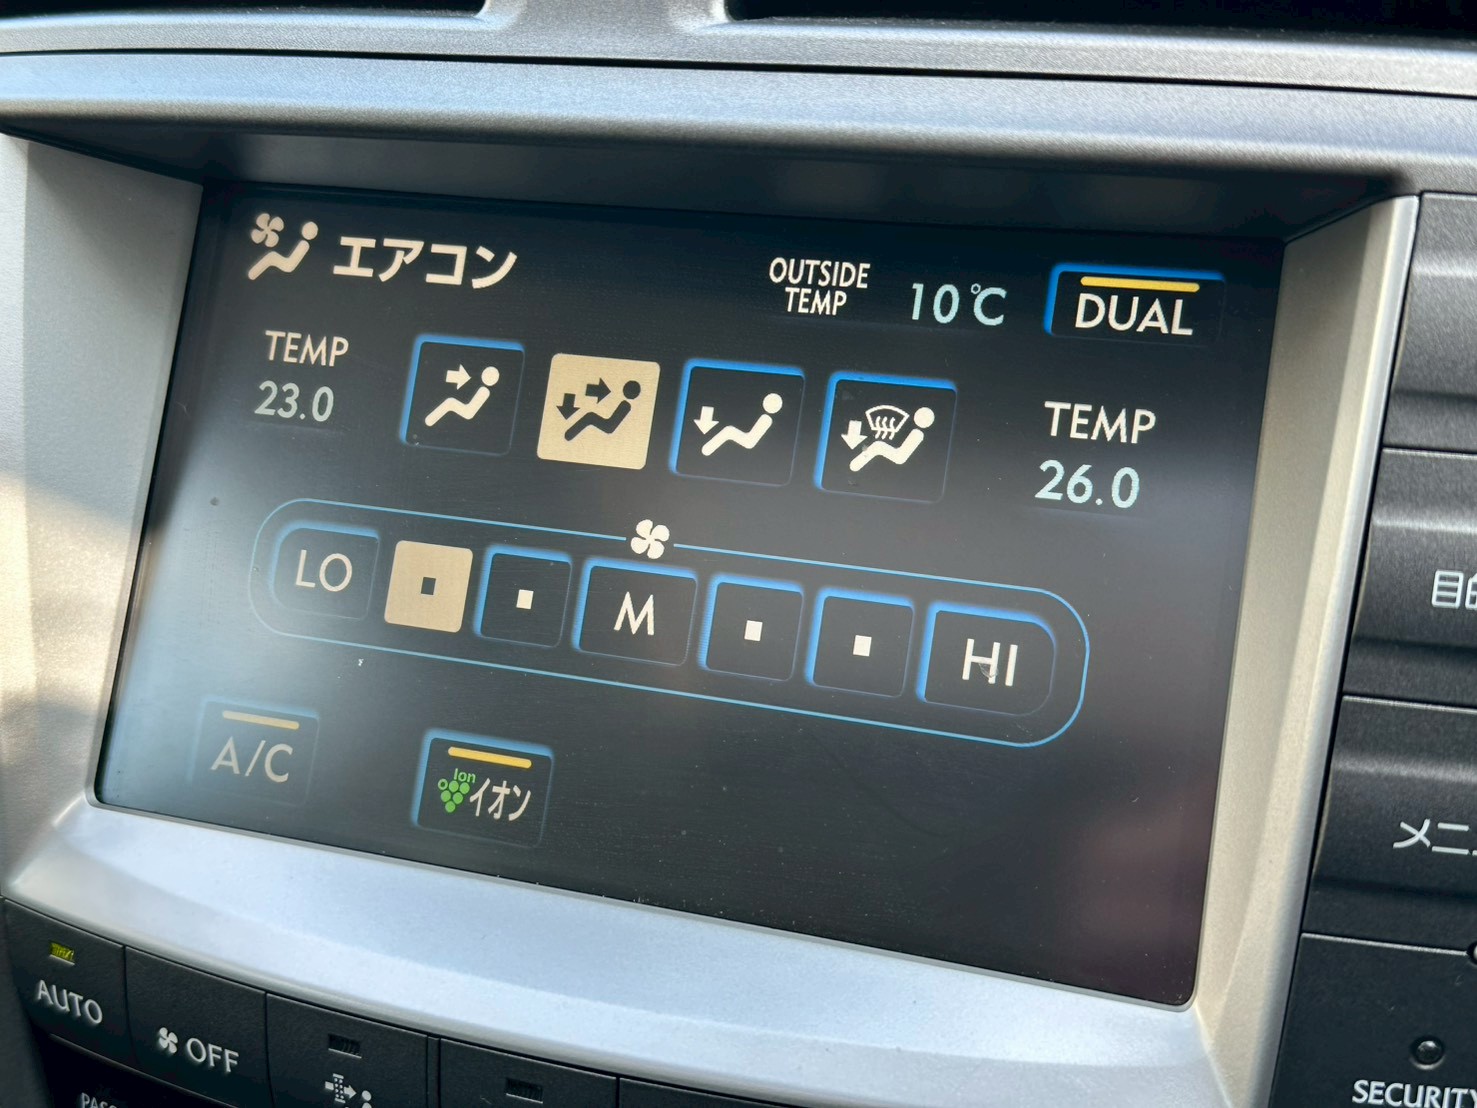 エアコン
OUTSIDE
TEMP
10℃
DUAL
TEMP
23.0
TEMP
26.0
LO
M
HI
A/C
Ion
イオン
AUTO
OFF
SECURITY